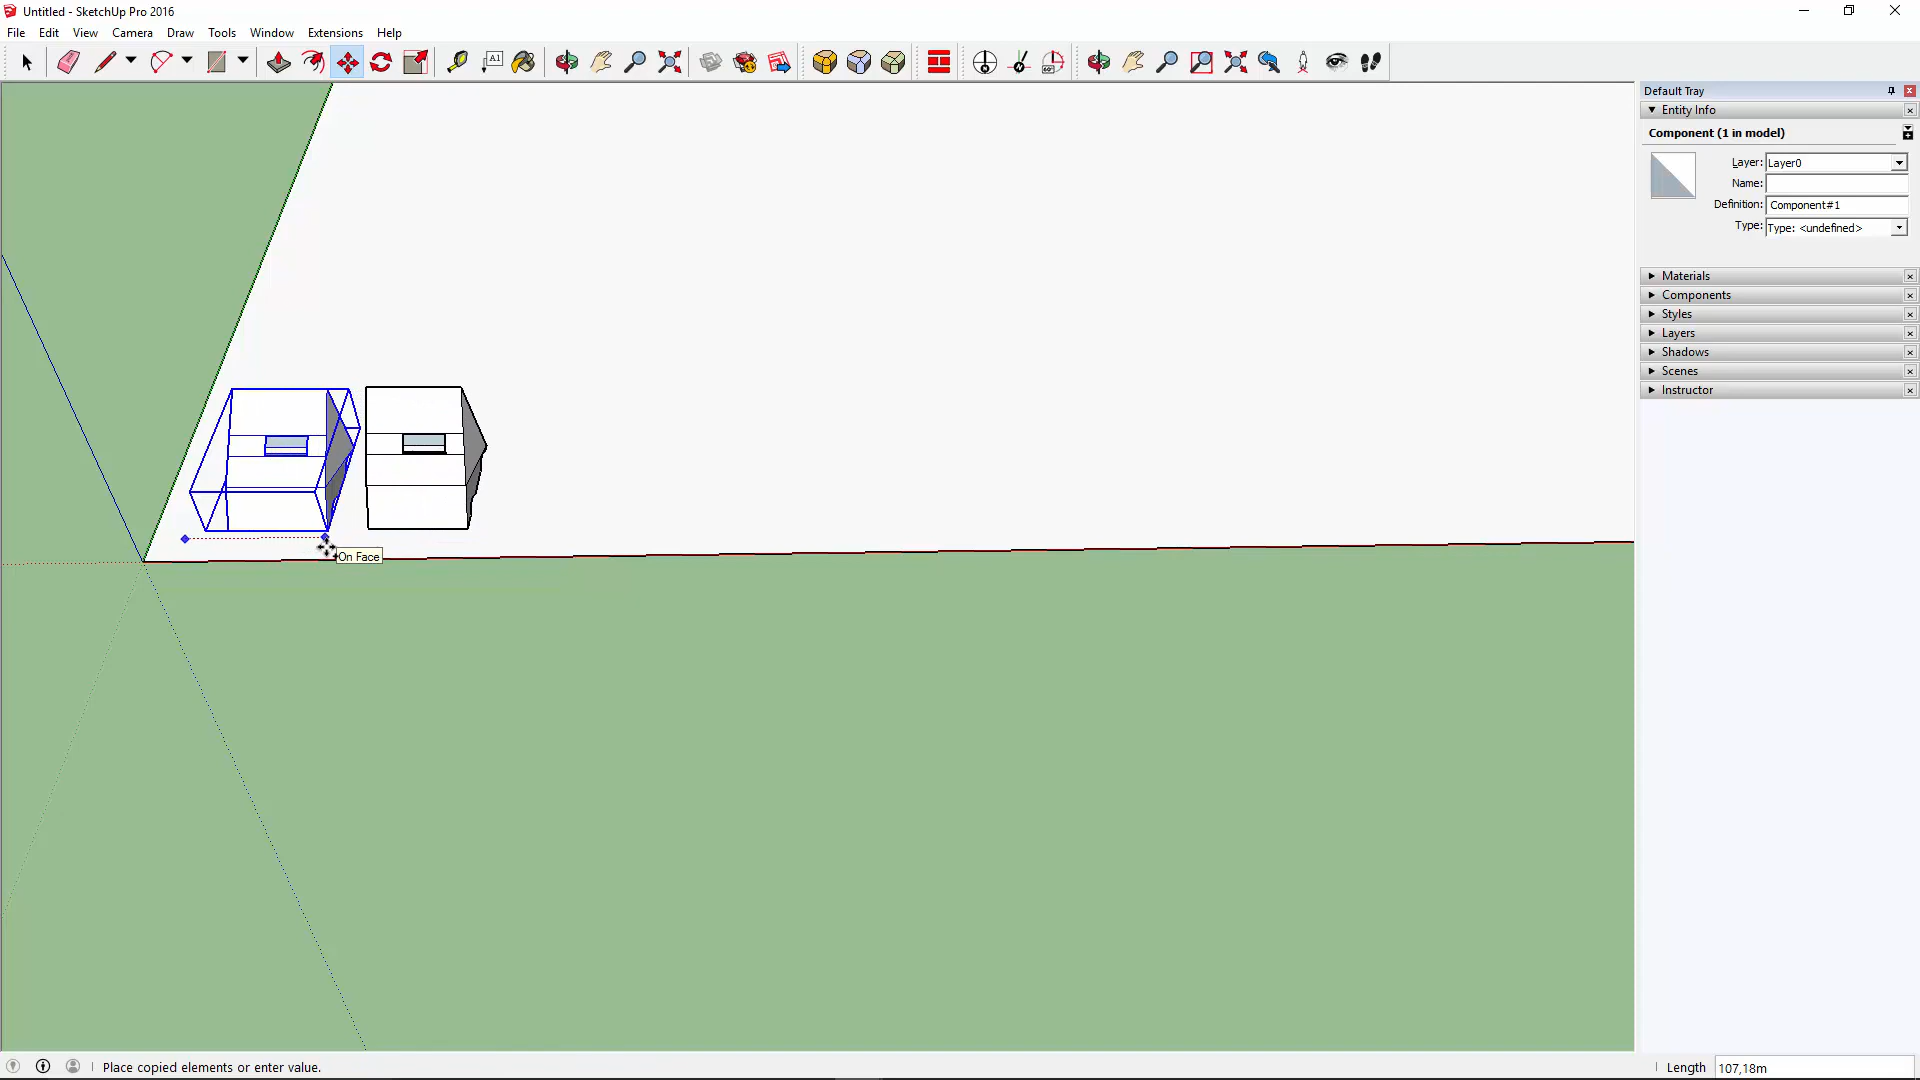 Untitled - SketchUp Pro 2016
File Edit View Camera Draw Tools Window Extensions Help
A1
Default Tray
Entity Info
Component (1 in model)
Layer: Layer0
Name:
Definition: Component#1
Type: Type: <undefined>
Materials
Components
Styles
Layers
Shadows
Scenes
Instructor
On Face
Place copied elements or enter value.
Length 107,18m